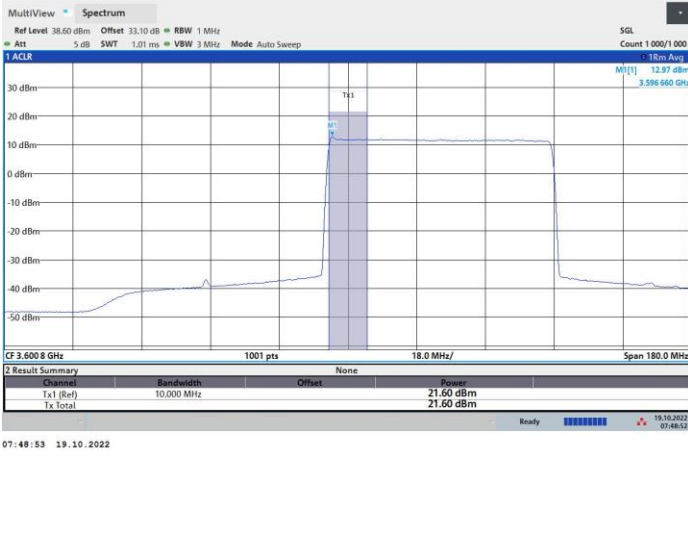 MultiView Spectrum
Ref Level 38.60 dBm Offset 33.10 dB RBW 1 MHz SGL
Att 5 dB SWT 1.01 ms VBW 3 MHz Mode Auto Sweep Count 1 000/1 000
1 ACLR 1Rm Avg
M1[1] 12.97 dBm
3.596 660 GHz
30 dBm
Tx1
20 dBm
M1
10 dBm
0 dBm
-10 dBm
-20 dBm
-30 dBm
-40 dBm
-50 dBm
CF 3.6008 GHz 1001 pts 18.0 MHz/ Span 180.0 MHz
2 Result Summary None
Channel Bandwidth Offset Power
Tx1 (Ref) 10.000 MHz 21.60 dBm
Tx Total 21.60 dBm
Ready 19.10.2022
07:48:52
07:48:53 19.10.2022